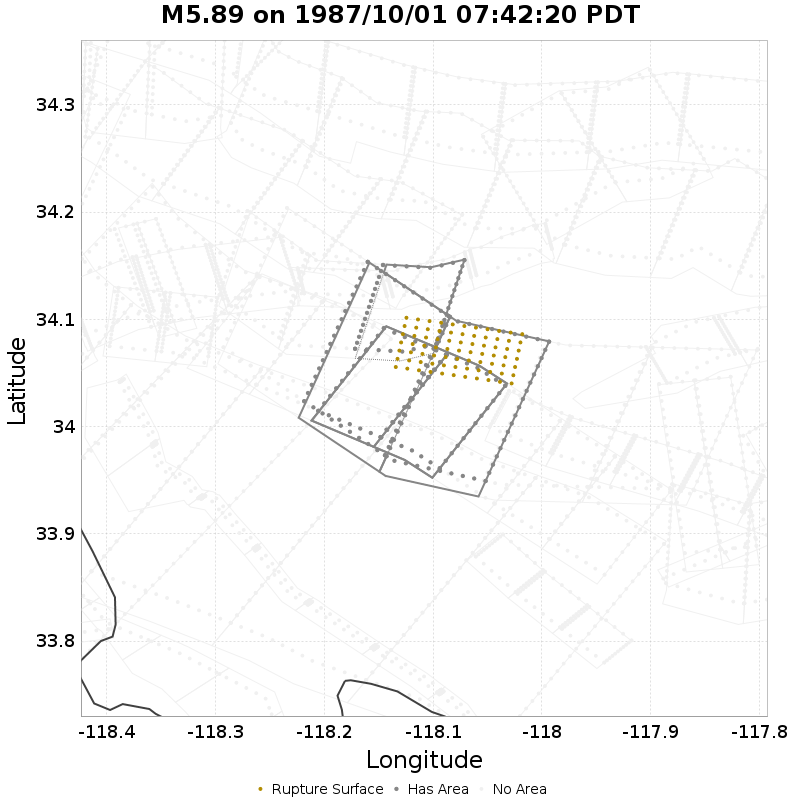 M5.89 on 1987/10/01 07:42:20 PDT
34.3
34.2
34.1
34
33.9
33.8
Latitude
-118.4 -118.3 -118.2 -118.1 -118 -117.9 -117.8
Longitude
Rupture Surface Has Area No Area